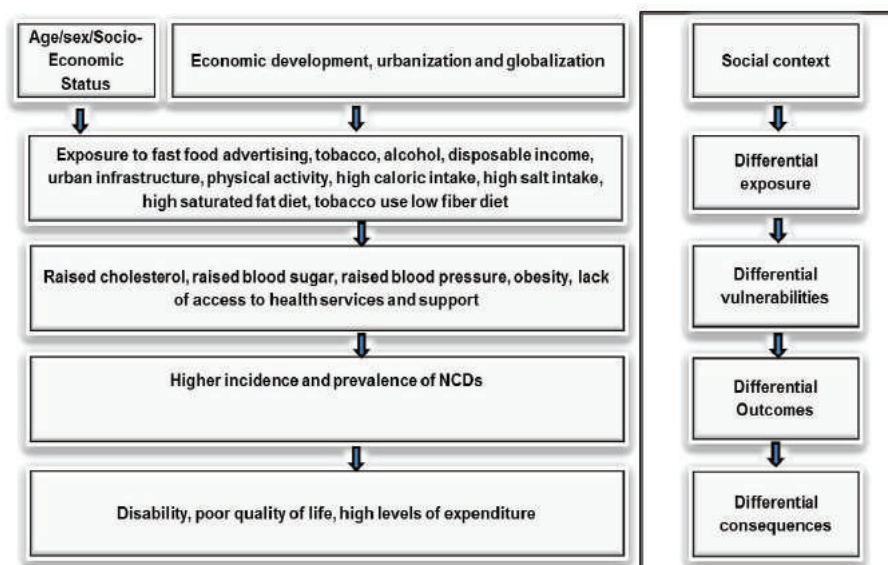 Age/sex/Socio-
Economic
Status
Economic development, urbanization and globalization
Social context
Exposure to fast food advertising, tobacco, alcohol, disposable income,
urban infrastructure, physical activity, high caloric intake, high salt intake,
high saturated fat diet, tobacco use low fiber diet
Differential
exposure
Raised cholesterol, raised blood sugar, raised blood pressure, obesity, lack
of access to health services and support
Differential
vulnerabilities
Higher incidence and prevalence of NCDs
Differential
Outcomes
Disability, poor quality of life, high levels of expenditure
Differential
consequences